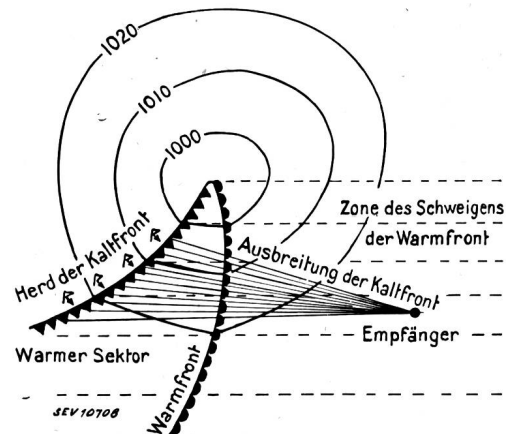 1020
1010
1000
Zone des Schweigens
der Warmfront
Herd der Kaltfront
Ausbreitung der Kaltfront
Empfänger
Warmer Sektor
Warmfront
SEV 10706